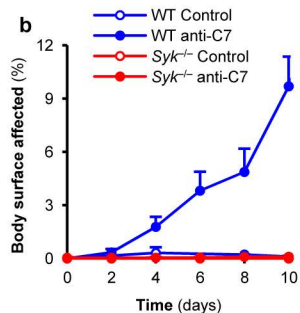 b
WT Control
WT anti-C7
Syk–/– Control
Syk–/– anti-C7
Body surface affected (%)
12
9
6
3
0
0 2 4 6 8 10
Time (days)